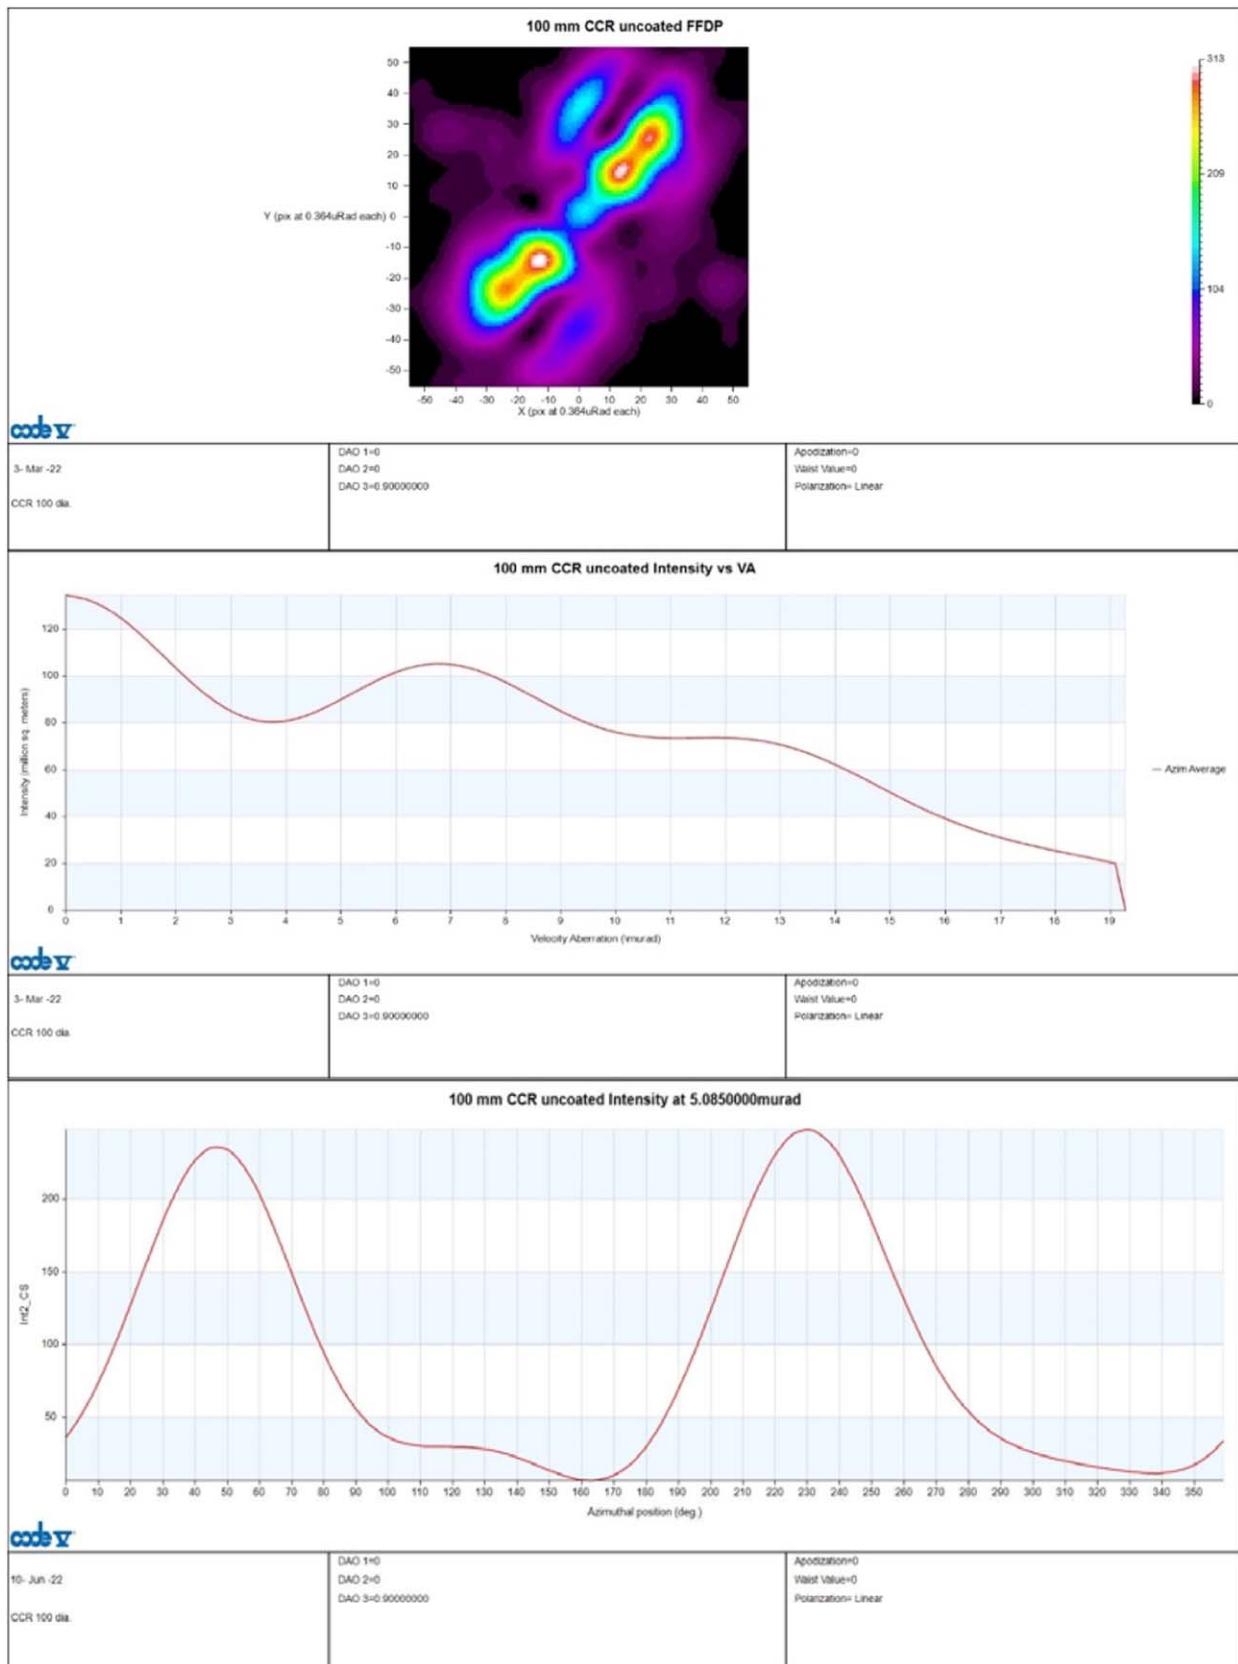 100 mm CCR uncoated FFDP
50
40
30
20
10
Y (pix at 0.364uRad each) 0
-10
-20
-30
-40
-50
-50 -40 -30 -20 -10 0 10 20 30 40 50
X (pix at 0.364uRad each)
313
209
104
0
code V
3- Mar -22
CCR 100 dia.
DAO 1=0
DAO 2=0
DAO 3=0.90000000
Apodization=0
Waist Value=0
Polarization= Linear
100 mm CCR uncoated Intensity vs VA
Intensity (million sq. meters)
120
100
80
60
40
20
0
0 1 2 3 4 5 6 7 8 9 10 11 12 13 14 15 16 17 18 19
Velocity Aberration (\murad)
Azim Average
code V
3- Mar -22
CCR 100 dia.
DAO 1=0
DAO 2=0
DAO 3=0.90000000
Apodization=0
Waist Value=0
Polarization= Linear
100 mm CCR uncoated Intensity at 5.0850000murad
Int2_CS
200
150
100
50
0 10 20 30 40 50 60 70 80 90 100 110 120 130 140 150 160 170 180 190 200 210 220 230 240 250 260 270 280 290 300 310 320 330 340 350
Azimuthal position (deg.)
code V
10- Jun -22
CCR 100 dia.
DAO 1=0
DAO 2=0
DAO 3=0.90000000
Apodization=0
Waist Value=0
Polarization= Linear